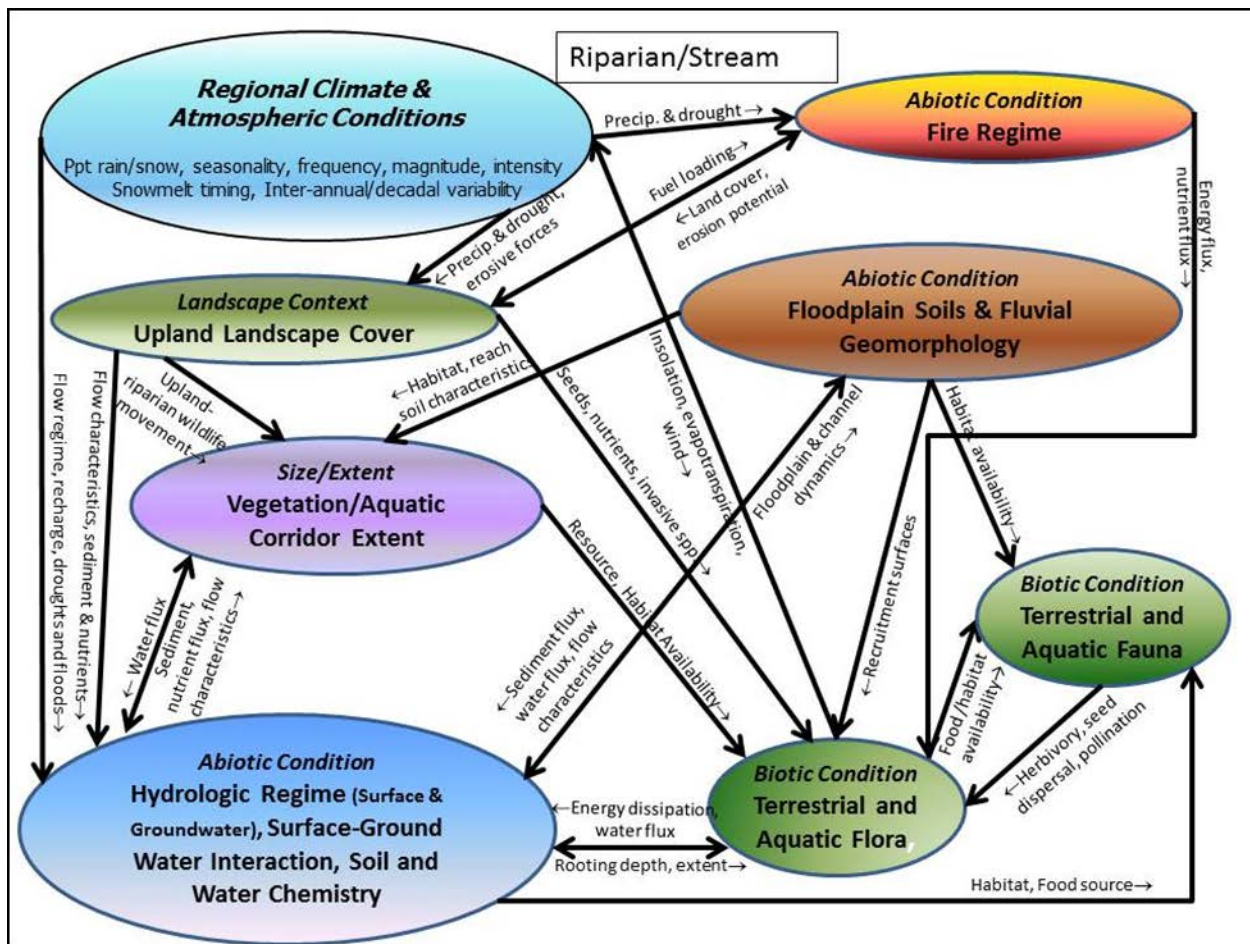 Riparian/Stream
Regional Climate &
Atmospheric Conditions
Ppt rain/snow, seasonality, frequency, magnitude, intensity
Snowmelt timing, Inter-annual/decadal variability
Precip. & drought→
Abiotic Condition
Fire Regime
Fuel loading→
←Land cover,
erosion potential
Energy flux,
nutrient flux→
←Precip. & drought,
erosive forces
Landscape Context
Upland Landscape Cover
Abiotic Condition
Floodplain Soils & Fluvial
Geomorphology
←Habitat, reach
soil characteristics
Upland-
riparian wildlife
movement→
Insolation, evapotranspiration,
wind→
Seeds, nutrients, invasive spp→
Flow regime, recharge, droughts and floods→
Flow characteristics, sediment & nutrients→
Size/Extent
Vegetation/Aquatic
Corridor Extent
Floodplain & channel
dynamics→
Habitat availability→
←Recruitment surfaces
Resource, Habitat Availability→
← Water flux
Sediment,
nutrient flux, flow
characteristics→
←Sediment flux,
water flux, flow
characteristics
Biotic Condition
Terrestrial and
Aquatic Fauna
Food /habitat
availability→
←Herbivory, seed
dispersal, pollination
Abiotic Condition
Hydrologic Regime (Surface &
Groundwater), Surface-Ground
Water Interaction, Soil and
Water Chemistry
←Energy dissipation,
water flux
Rooting depth, extent→
Biotic Condition
Terrestrial and
Aquatic Flora,
Habitat, Food source→